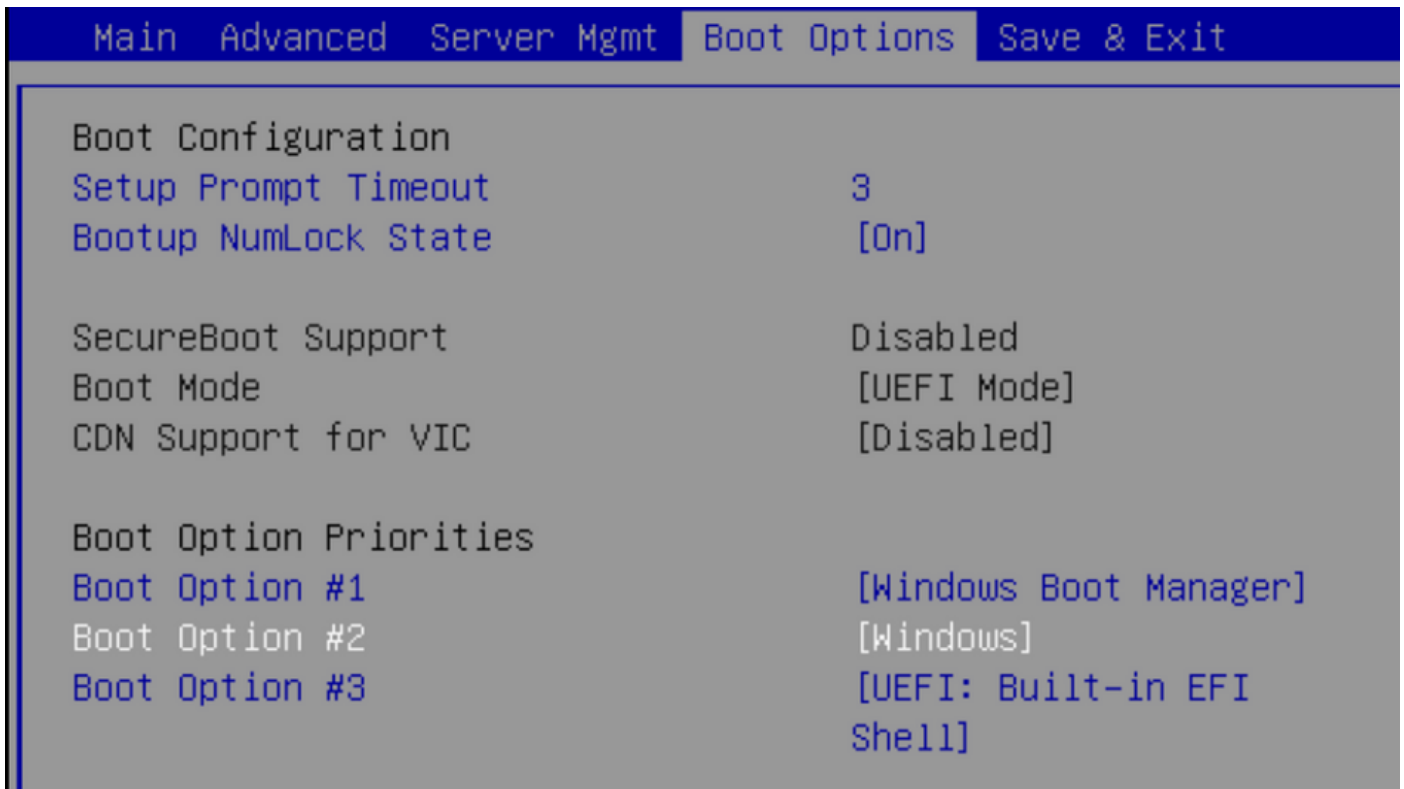 Main Advanced Server Mgmt Boot Options Save & Exit
Boot Configuration
Setup Prompt Timeout 3
Bootup NumLock State [On]
SecureBoot Support Disabled
Boot Mode [UEFI Mode]
CDN Support for VIC [Disabled]
Boot Option Priorities
Boot Option #1 [Windows Boot Manager]
Boot Option #2 [Windows]
Boot Option #3 [UEFI: Built-in EFI
Shell]